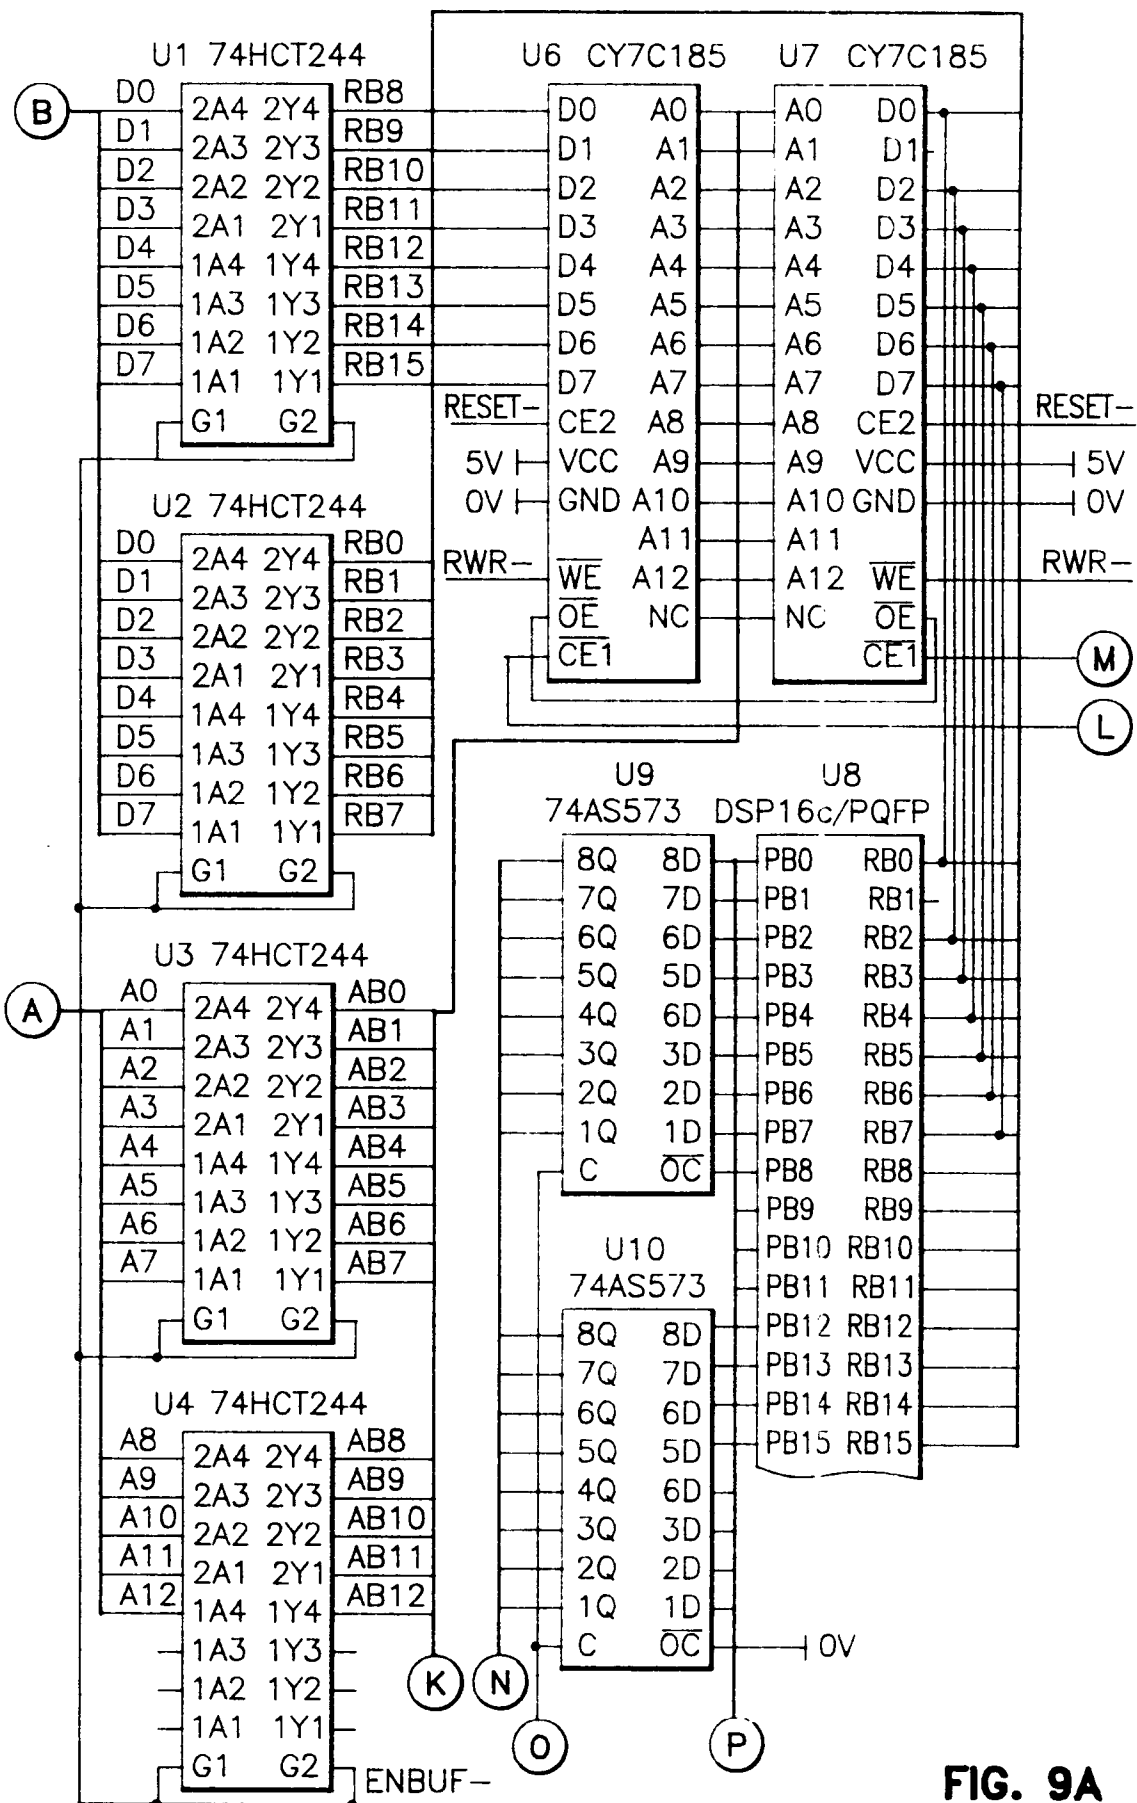 U1 74HCT244
B
D0 2A4 2Y4 RB8
D1 2A3 2Y3 RB9
D2 2A2 2Y2 RB10
D3 2A1 2Y1 RB11
D4 1A4 1Y4 RB12
D5 1A3 1Y3 RB13
D6 1A2 1Y2 RB14
D7 1A1 1Y1 RB15
G1 G2
U2 74HCT244
D0 2A4 2Y4 RB0
D1 2A3 2Y3 RB1
D2 2A2 2Y2 RB2
D3 2A1 2Y1 RB3
D4 1A4 1Y4 RB4
D5 1A3 1Y3 RB5
D6 1A2 1Y2 RB6
D7 1A1 1Y1 RB7
G1 G2
U3 74HCT244
A
A0 2A4 2Y4 AB0
A1 2A3 2Y3 AB1
A2 2A2 2Y2 AB2
A3 2A1 2Y1 AB3
A4 1A4 1Y4 AB4
A5 1A3 1Y3 AB5
A6 1A2 1Y2 AB6
A7 1A1 1Y1 AB7
G1 G2
U4 74HCT244
A8 2A4 2Y4 AB8
A9 2A3 2Y3 AB9
A10 2A2 2Y2 AB10
A11 2A1 2Y1 AB11
A12 1A4 1Y4 AB12
1A3 1Y3
1A2 1Y2
1A1 1Y1
G1 G2 ENBUF-
K
U6 CY7C185 U7 CY7C185
D0 A0 A0 D0
D1 A1 A1 D1
D2 A2 A2 D2
D3 A3 A3 D3
D4 A4 A4 D4
D5 A5 A5 D5
D6 A6 A6 D6
D7 A7 A7 D7
RESET- CE2 A8 A8 CE2 RESET-
5V VCC A9 A9 VCC 5V
0V GND A10 A10 GND 0V
A11 A11
RWR- WE A12 A12 WE RWR-
OE NC NC OE
CE1 CE1 M
L
U9 U8
74AS573 DSP16c/PQFP
8Q 8D PB0 RB0
7Q 7D PB1 RB1
6Q 6D PB2 RB2
5Q 5D PB3 RB3
4Q 6D PB4 RB4
3Q 3D PB5 RB5
2Q 2D PB6 RB6
1Q 1D PB7 RB7
C OC PB8 RB8
PB9 RB9
U10 PB10 RB10
74AS573 PB11 RB11
8Q 8D PB12 RB12
7Q 7D PB13 RB13
6Q 6D PB14 RB14
5Q 5D PB15 RB15
4Q 6D
3Q 3D
2Q 2D
1Q 1D
C OC 0V
N
O
P
FIG. 9A